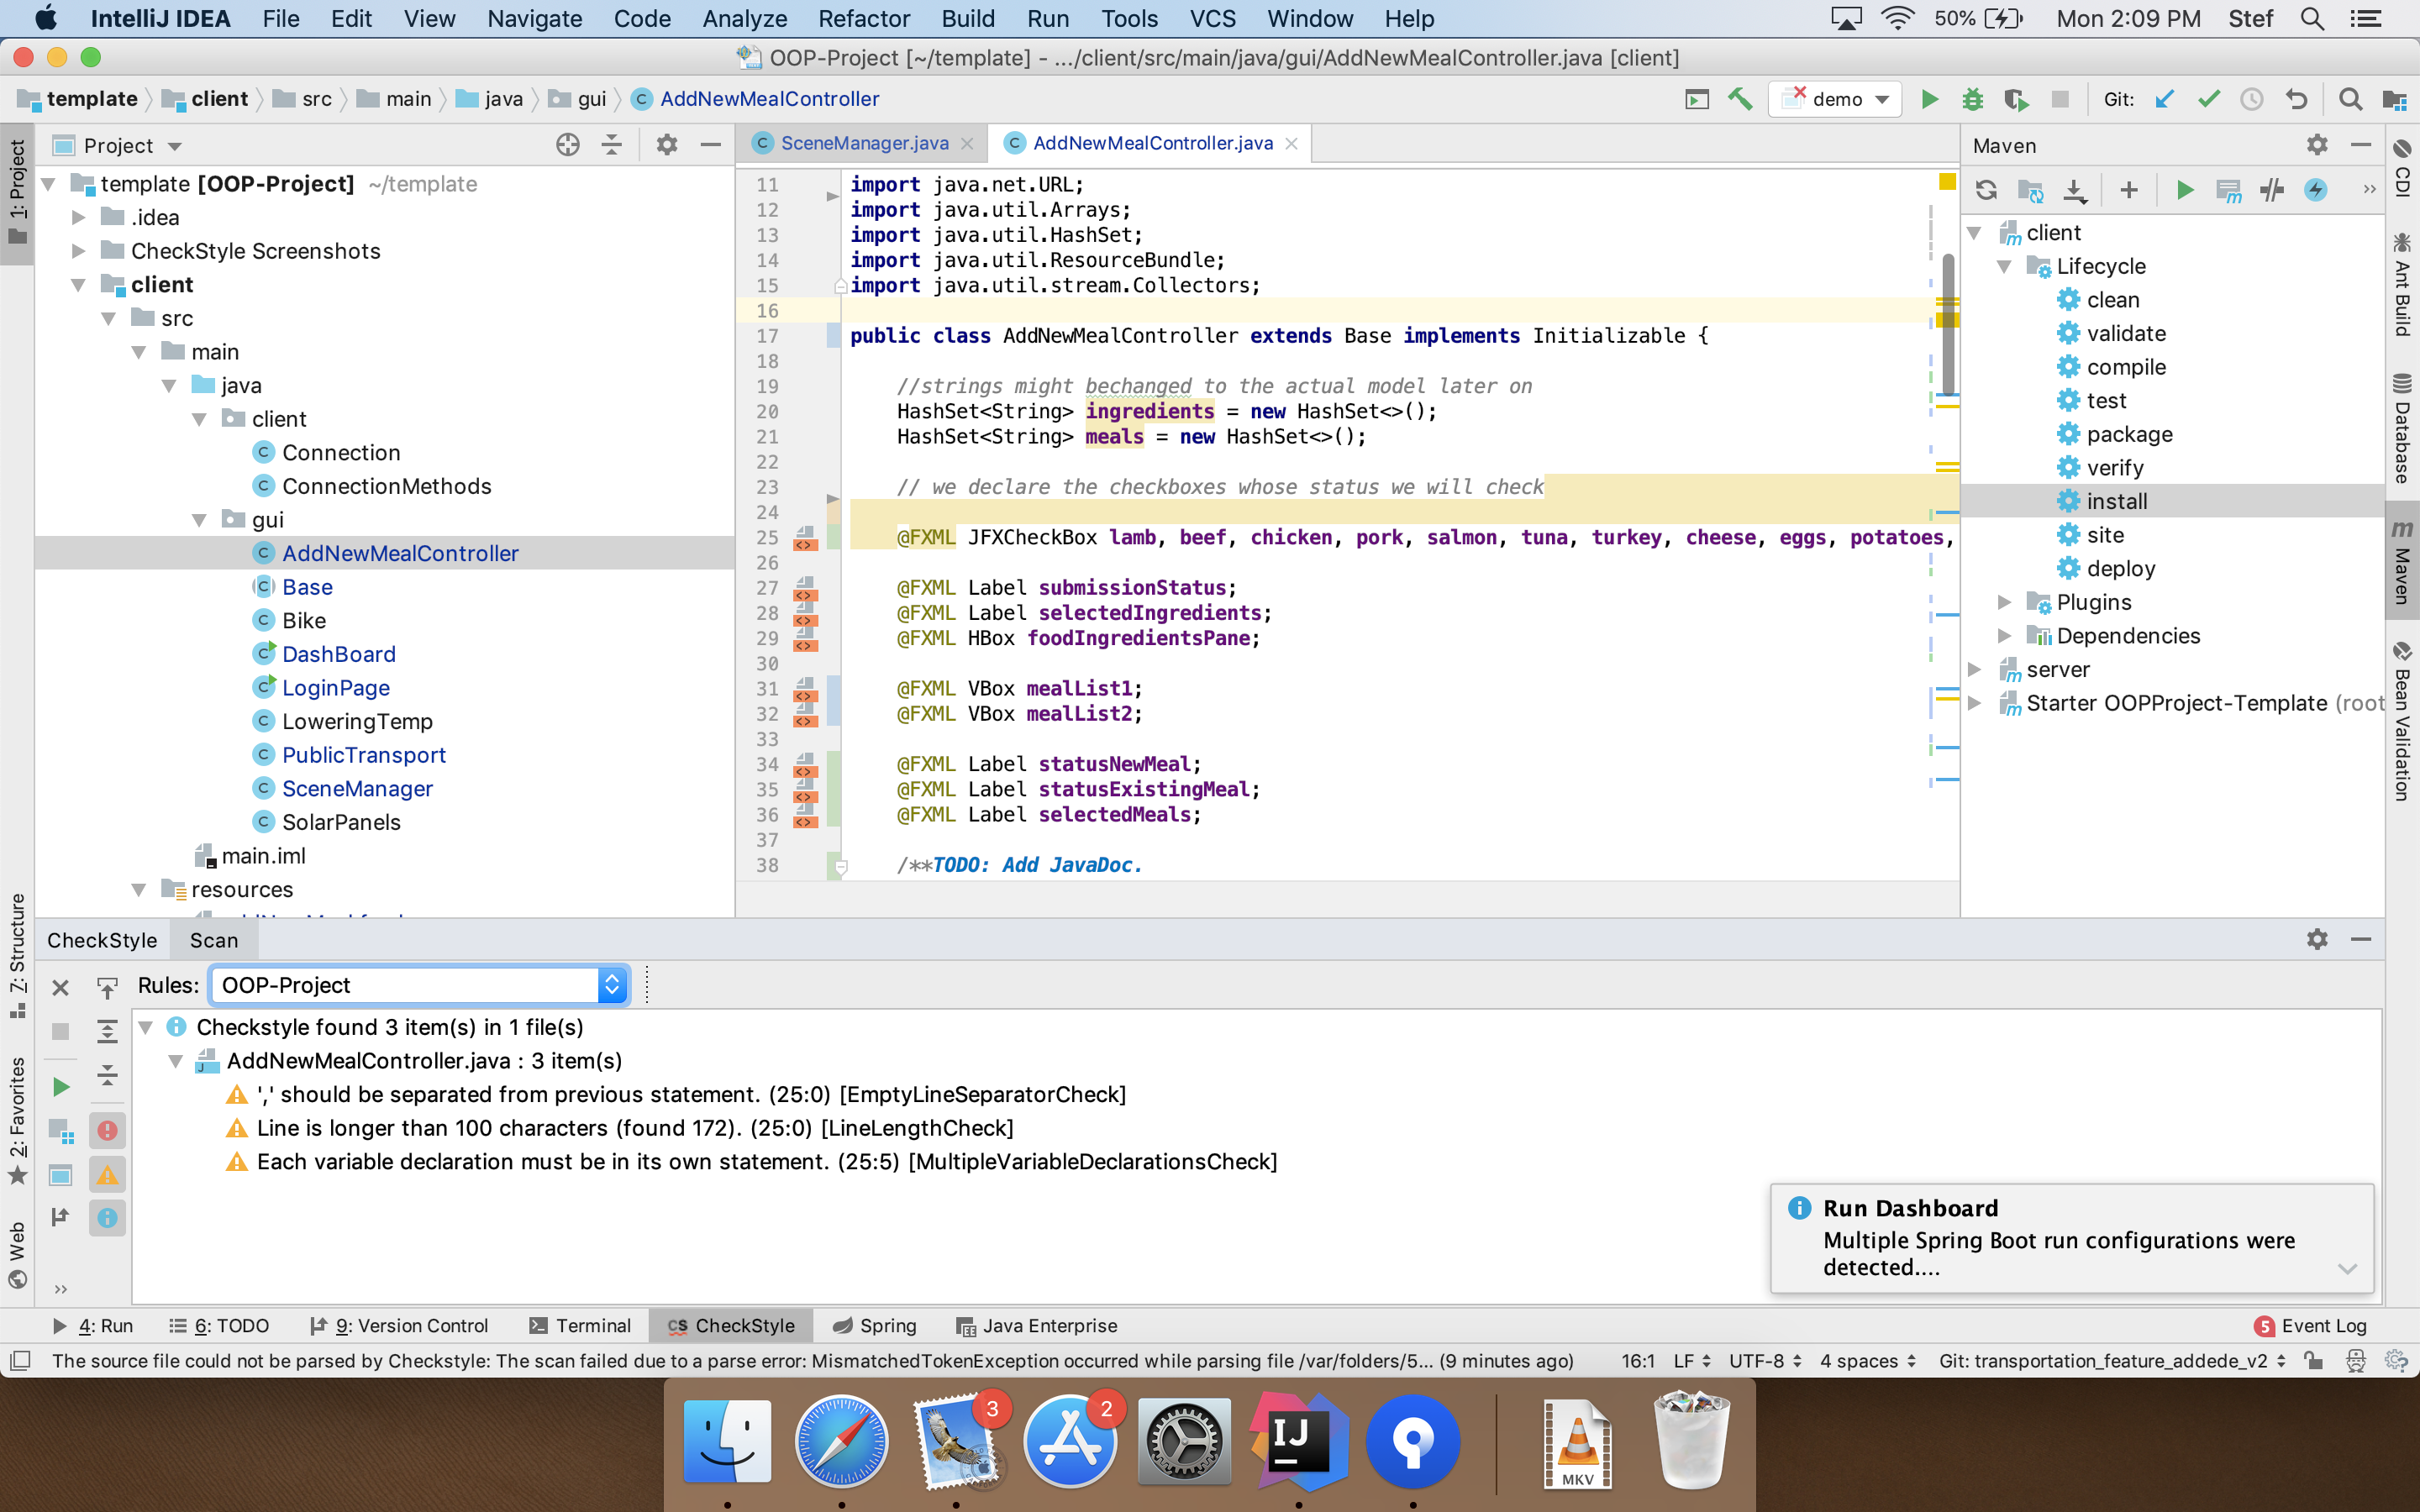 IntelliJ IDEA File Edit View Navigate Code Analyze Refactor Build Run Tools VCS Window Help 50% Mon 2:09 PM Stef
OOP-Project [~/template] - .../client/src/main/java/gui/AddNewMealController.java [client]
template client src main java gui C AddNewMealController demo Git:
1: Project
Project
template [OOP-Project] ~/template
.idea
CheckStyle Screenshots
client
src
main
java
client
C Connection
C ConnectionMethods
gui
C AddNewMealController
C Base
C Bike
C DashBoard
C LoginPage
C LoweringTemp
C PublicTransport
C SceneManager
C SolarPanels
main.iml
resources
C SceneManager.java C AddNewMealController.java
11 import java.net.URL;
12 import java.util.Arrays;
13 import java.util.HashSet;
14 import java.util.ResourceBundle;
15 import java.util.stream.Collectors;
16
17 public class AddNewMealController extends Base implements Initializable {
18
19 //strings might bechanged to the actual model later on
20 HashSet<String> ingredients = new HashSet<>();
21 HashSet<String> meals = new HashSet<>();
22
23 // we declare the checkboxes whose status we will check
24
25 @FXML JFXCheckBox lamb, beef, chicken, pork, salmon, tuna, turkey, cheese, eggs, potatoes,
26
27 @FXML Label submissionStatus;
28 @FXML Label selectedIngredients;
29 @FXML HBox foodIngredientsPane;
30
31 @FXML VBox mealList1;
32 @FXML VBox mealList2;
33
34 @FXML Label statusNewMeal;
35 @FXML Label statusExistingMeal;
36 @FXML Label selectedMeals;
37
38 /**TODO: Add JavaDoc.
Maven
client
Lifecycle
clean
validate
compile
test
package
verify
install
site
deploy
Plugins
Dependencies
server
Starter OOPProject-Template (root
CDI
Ant Build
Database
m Maven
Bean Validation
7: Structure
2: Favorites
Web
CheckStyle Scan
Rules: OOP-Project
Checkstyle found 3 item(s) in 1 file(s)
AddNewMealController.java : 3 item(s)
',' should be separated from previous statement. (25:0) [EmptyLineSeparatorCheck]
Line is longer than 100 characters (found 172). (25:0) [LineLengthCheck]
Each variable declaration must be in its own statement. (25:5) [MultipleVariableDeclarationsCheck]
Run Dashboard
Multiple Spring Boot run configurations were
detected....
4: Run 6: TODO 9: Version Control Terminal CS CheckStyle Spring Java Enterprise 5 Event Log
The source file could not be parsed by Checkstyle: The scan failed due to a parse error: MismatchedTokenException occurred while parsing file /var/folders/5... (9 minutes ago) 16:1 LF UTF-8 4 spaces Git: transportation_feature_addede_v2
3 2 IJ MKV